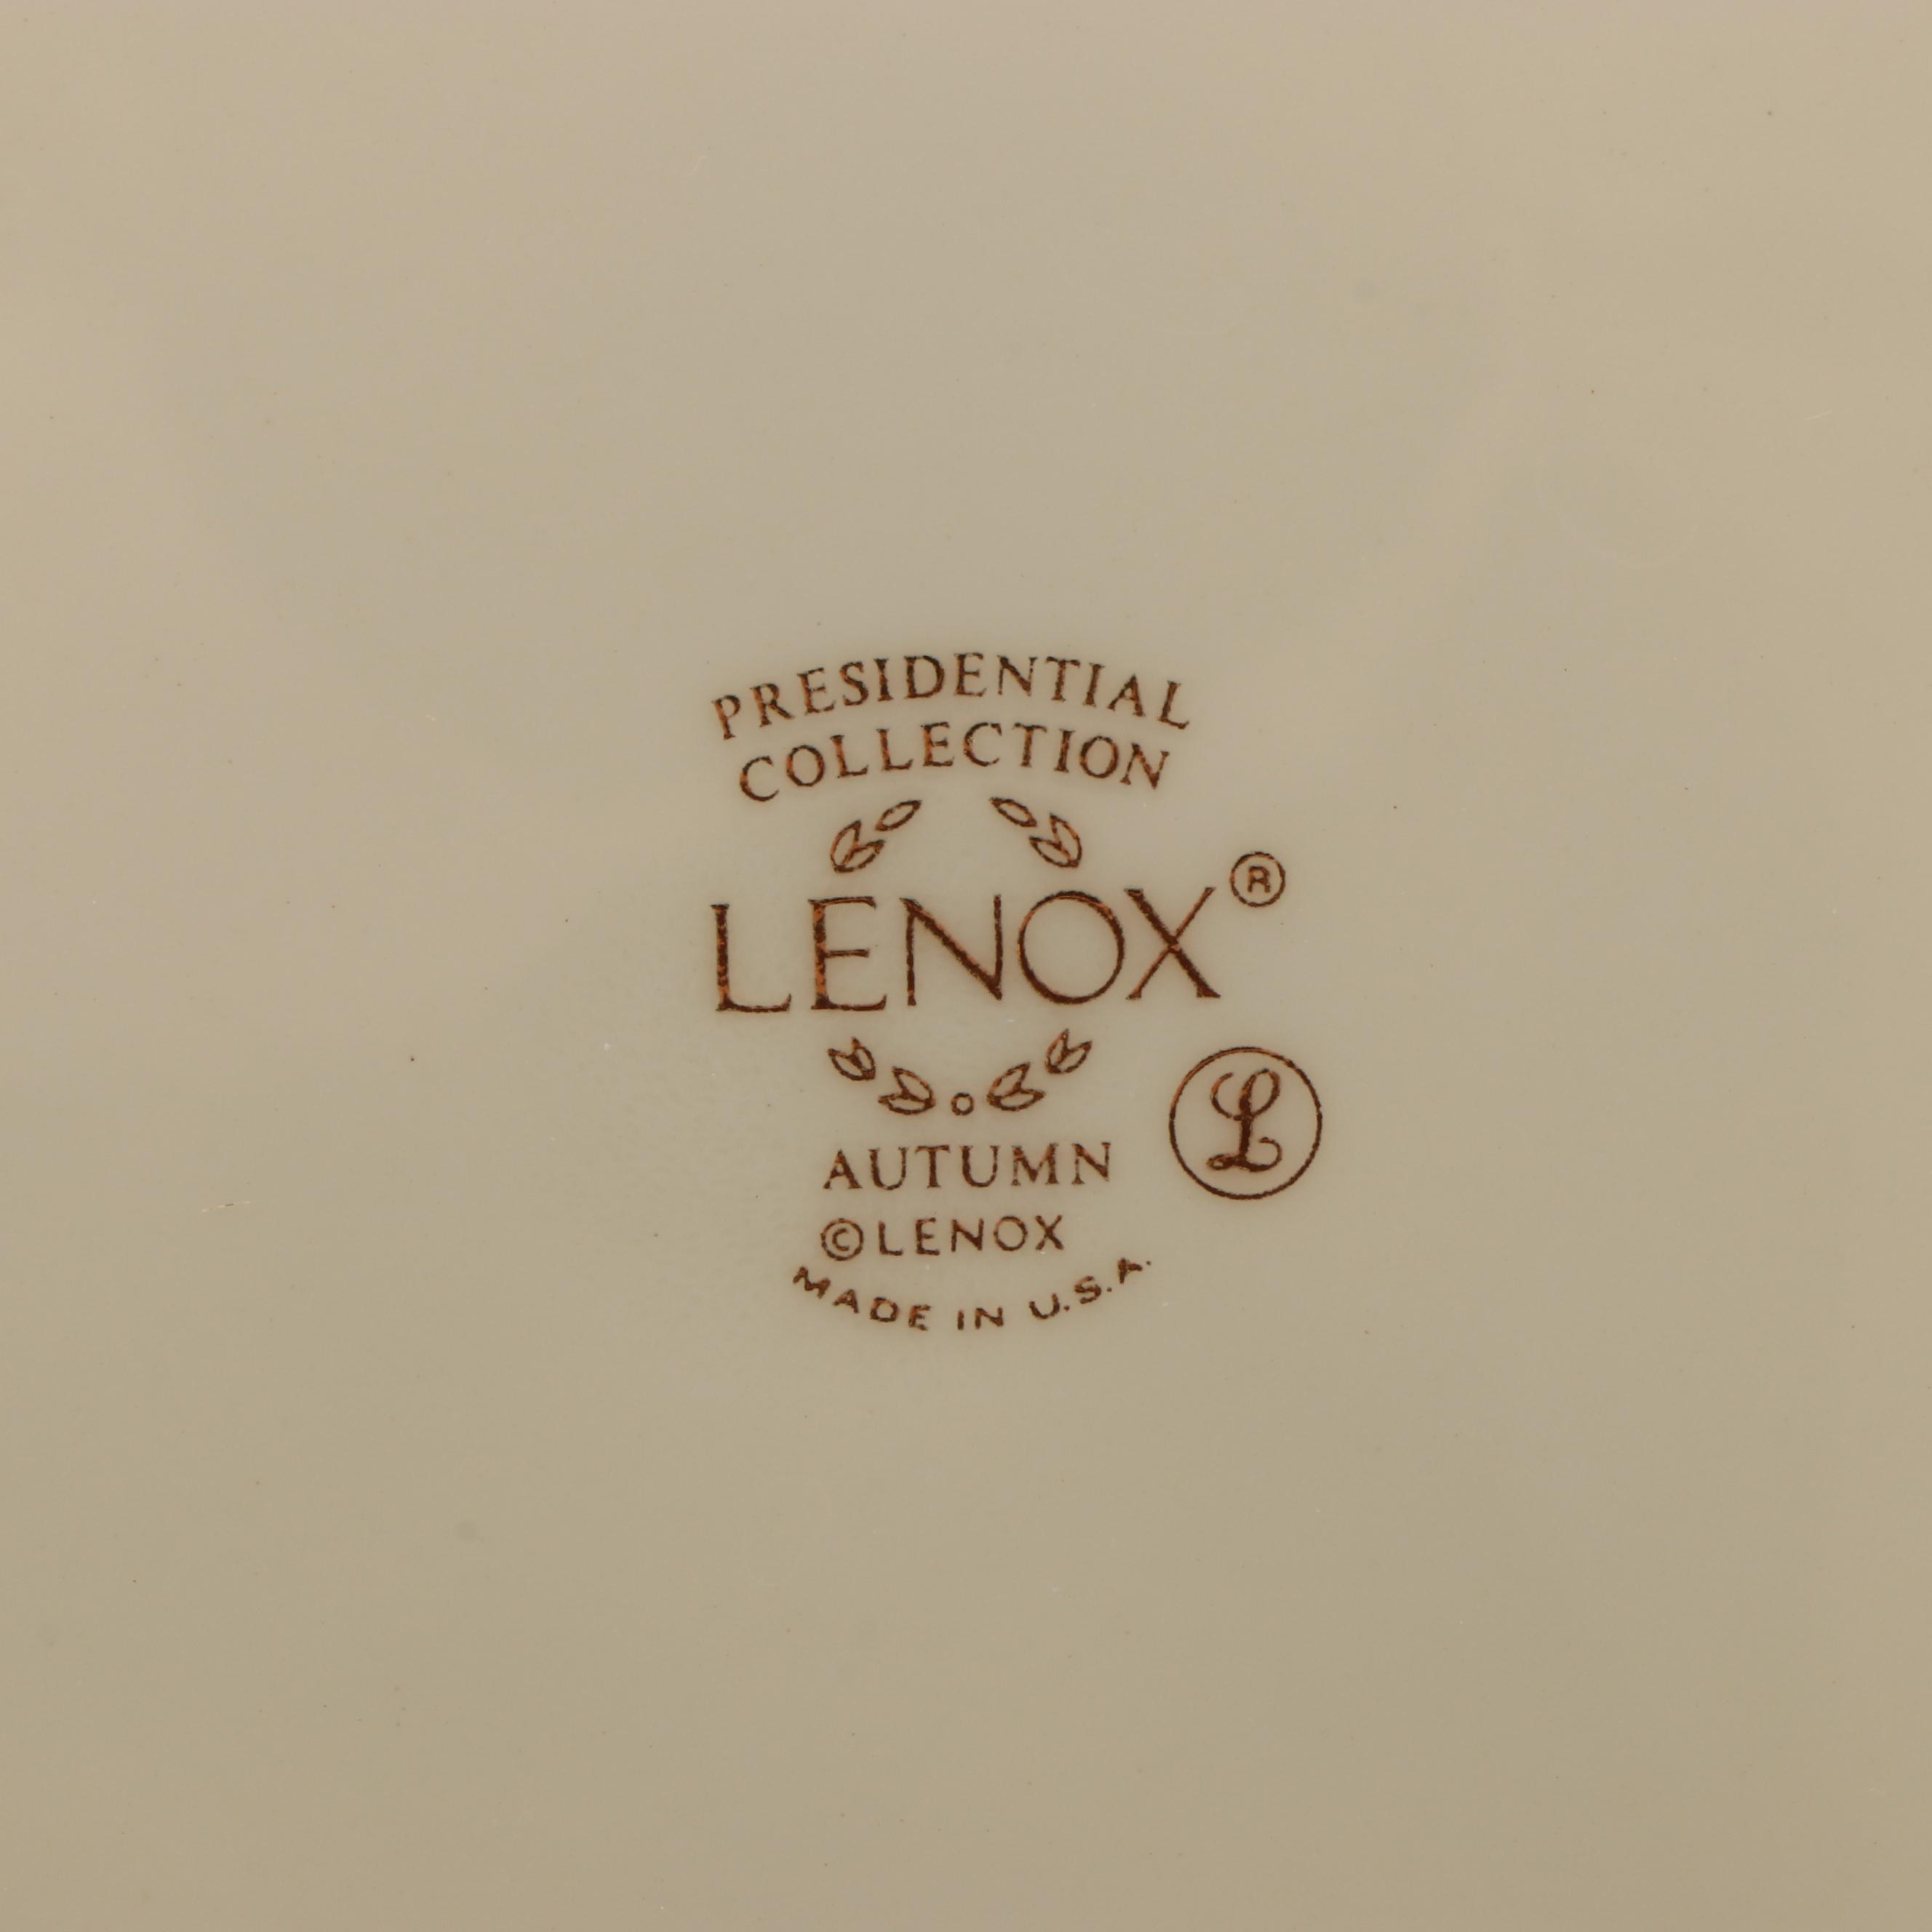 PRESIDENTIAL
COLLECTION
LENOX®
L
AUTUMN
©LENOX
MADE IN U.S.A.